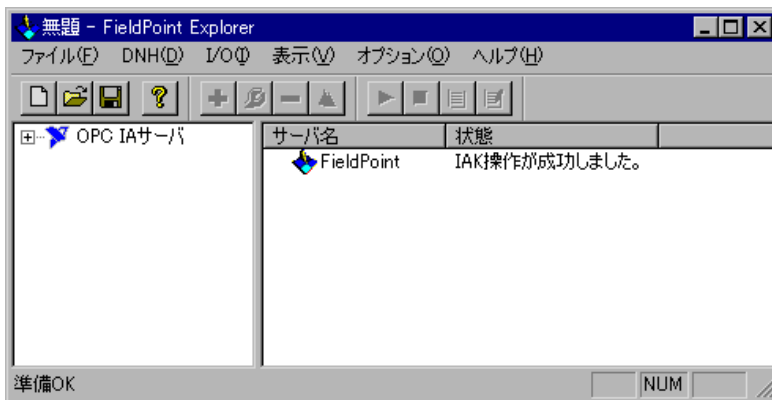 無題 - FieldPoint Explorer
ファイル(F) DNH(D) I/O(I) 表示(V) オプション(O) ヘルプ(H)
OPC IAサーバ
サーバ名 状態
FieldPoint IAK操作が成功しました。
準備OK NUM